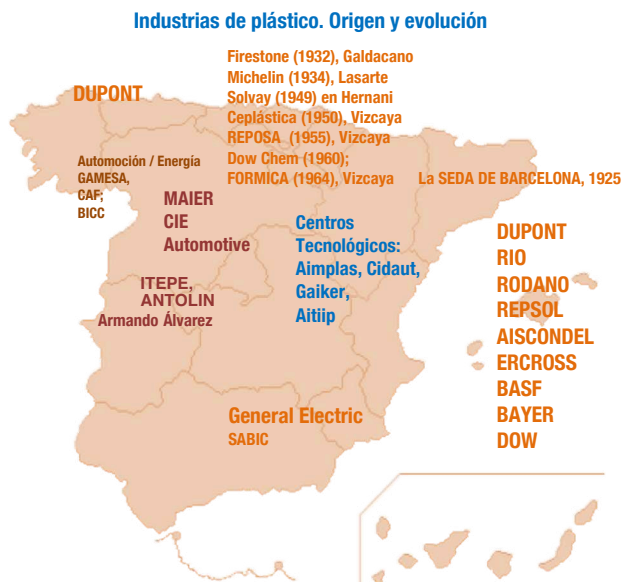 Industrias de plástico. Origen y evolución
Firestone (1932), Galdacano
Michelin (1934), Lasarte
Solvay (1949) en Hernani
Ceplástica (1950), Vizcaya
REPOSA (1955), Vizcaya
Dow Chem (1960);
FORMICA (1964), Vizcaya
DUPONT
Automoción / Energía
GAMESA,
CAF;
BICC
La SEDA DE BARCELONA, 1925
MAIER
CIE
Automotive
Centros
Tecnológicos:
Aimplas, Cidaut,
Gaiker,
Aitiip
DUPONT
RIO
RODANO
REPSOL
AISCONDEL
ERCROSS
BASF
BAYER
DOW
ITEPE,
ANTOLIN
Armando Álvarez
General Electric
SABIC